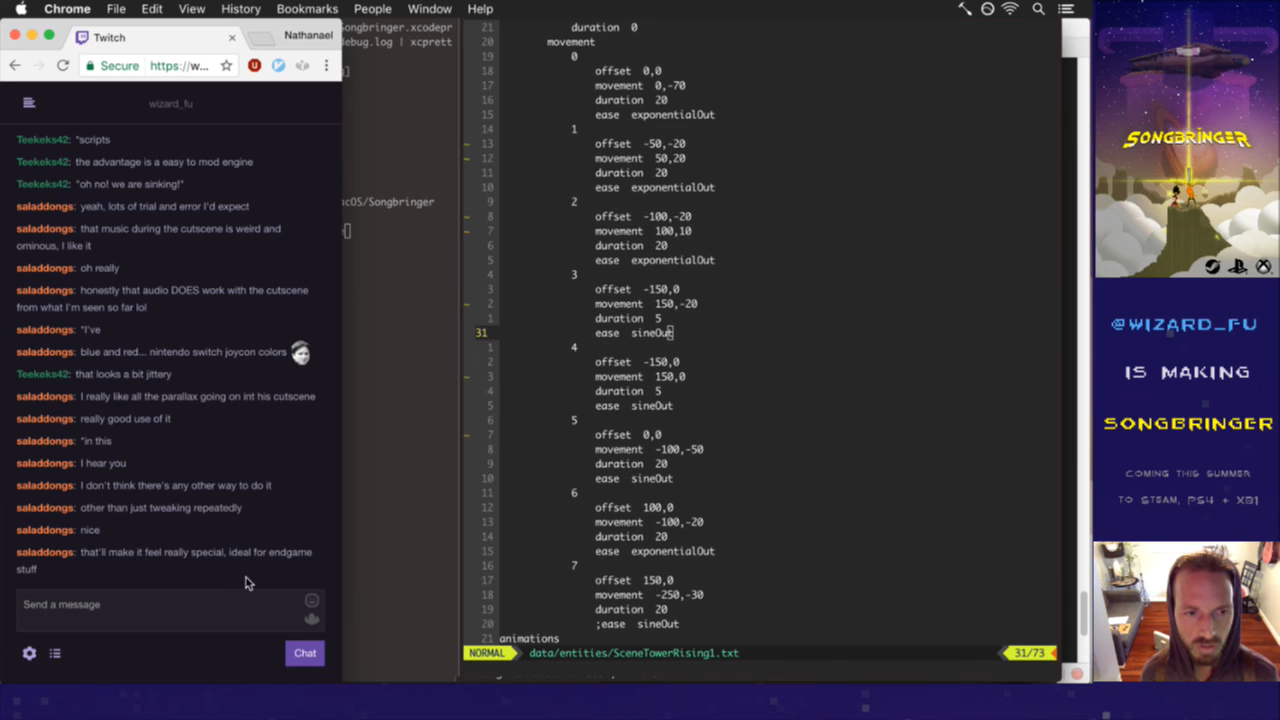 Chrome File Edit View History Bookmarks People Window Help
Twitch
Nathanael
Secure https://w...
wizard_fu
Teekeks42: *scripts
Teekeks42: the advantage is a easy to mod engine
Teekeks42: "oh no! we are sinking!"
saladdongs: yeah, lots of trial and error I'd expect
saladdongs: that music during the cutscene is weird and
ominous, I like it
saladdongs: oh really
saladdongs: honestly that audio DOES work with the cutscene
from what I'm seen so far lol
saladdongs: *I've
saladdongs: blue and red... nintendo switch joycon colors
Teekeks42: that looks a bit jittery
saladdongs: I really like all the parallax going on int his cutscene
saladdongs: really good use of it
saladdongs: *in this
saladdongs: I hear you
saladdongs: I don't think there's any other way to do it
saladdongs: other than just tweaking repeatedly
saladdongs: nice
saladdongs: that'll make it feel really special, ideal for endgame
stuff
Send a message
Chat
Songbringer.xcodepr
debug.log | xcprett
acOS/Songbringer
21 duration 0
20 movement
19 0
18 offset 0,0
17 movement 0,-70
16 duration 20
15 ease exponentialOut
14 1
13 offset -50,-20
12 movement 50,20
11 duration 20
10 ease exponentialOut
9 2
8 offset -100,-20
7 movement 100,10
6 duration 20
5 ease exponentialOut
4 3
3 offset -150,0
2 movement 150,-20
1 duration 5
31 ease sineOut
1 4
2 offset -150,0
3 movement 150,0
4 duration 5
5 ease sineOut
6 5
7 offset 0,0
8 movement -100,-50
9 duration 20
10 ease sineOut
11 6
12 offset 100,0
13 movement -100,-20
14 duration 20
15 ease exponentialOut
16 7
17 offset 150,0
18 movement -250,-30
19 duration 20
20 ;ease sineOut
21 animations
NORMAL data/entities/SceneTowerRising1.txt 31/73
SONGBRINGER
@WIZARD_FU
IS MAKING
SONGBRINGER
COMING THIS SUMMER
TO STEAM, PS4 + XB1